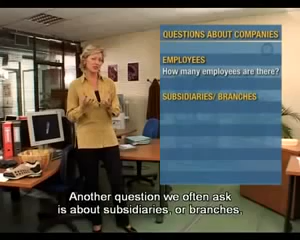 QUESTIONS ABOUT COMPANIES
EMPLOYEES
How many employees are there?
SUBSIDIARIES/ BRANCHES
Another question we often ask
is about subsidiaries, or branches.